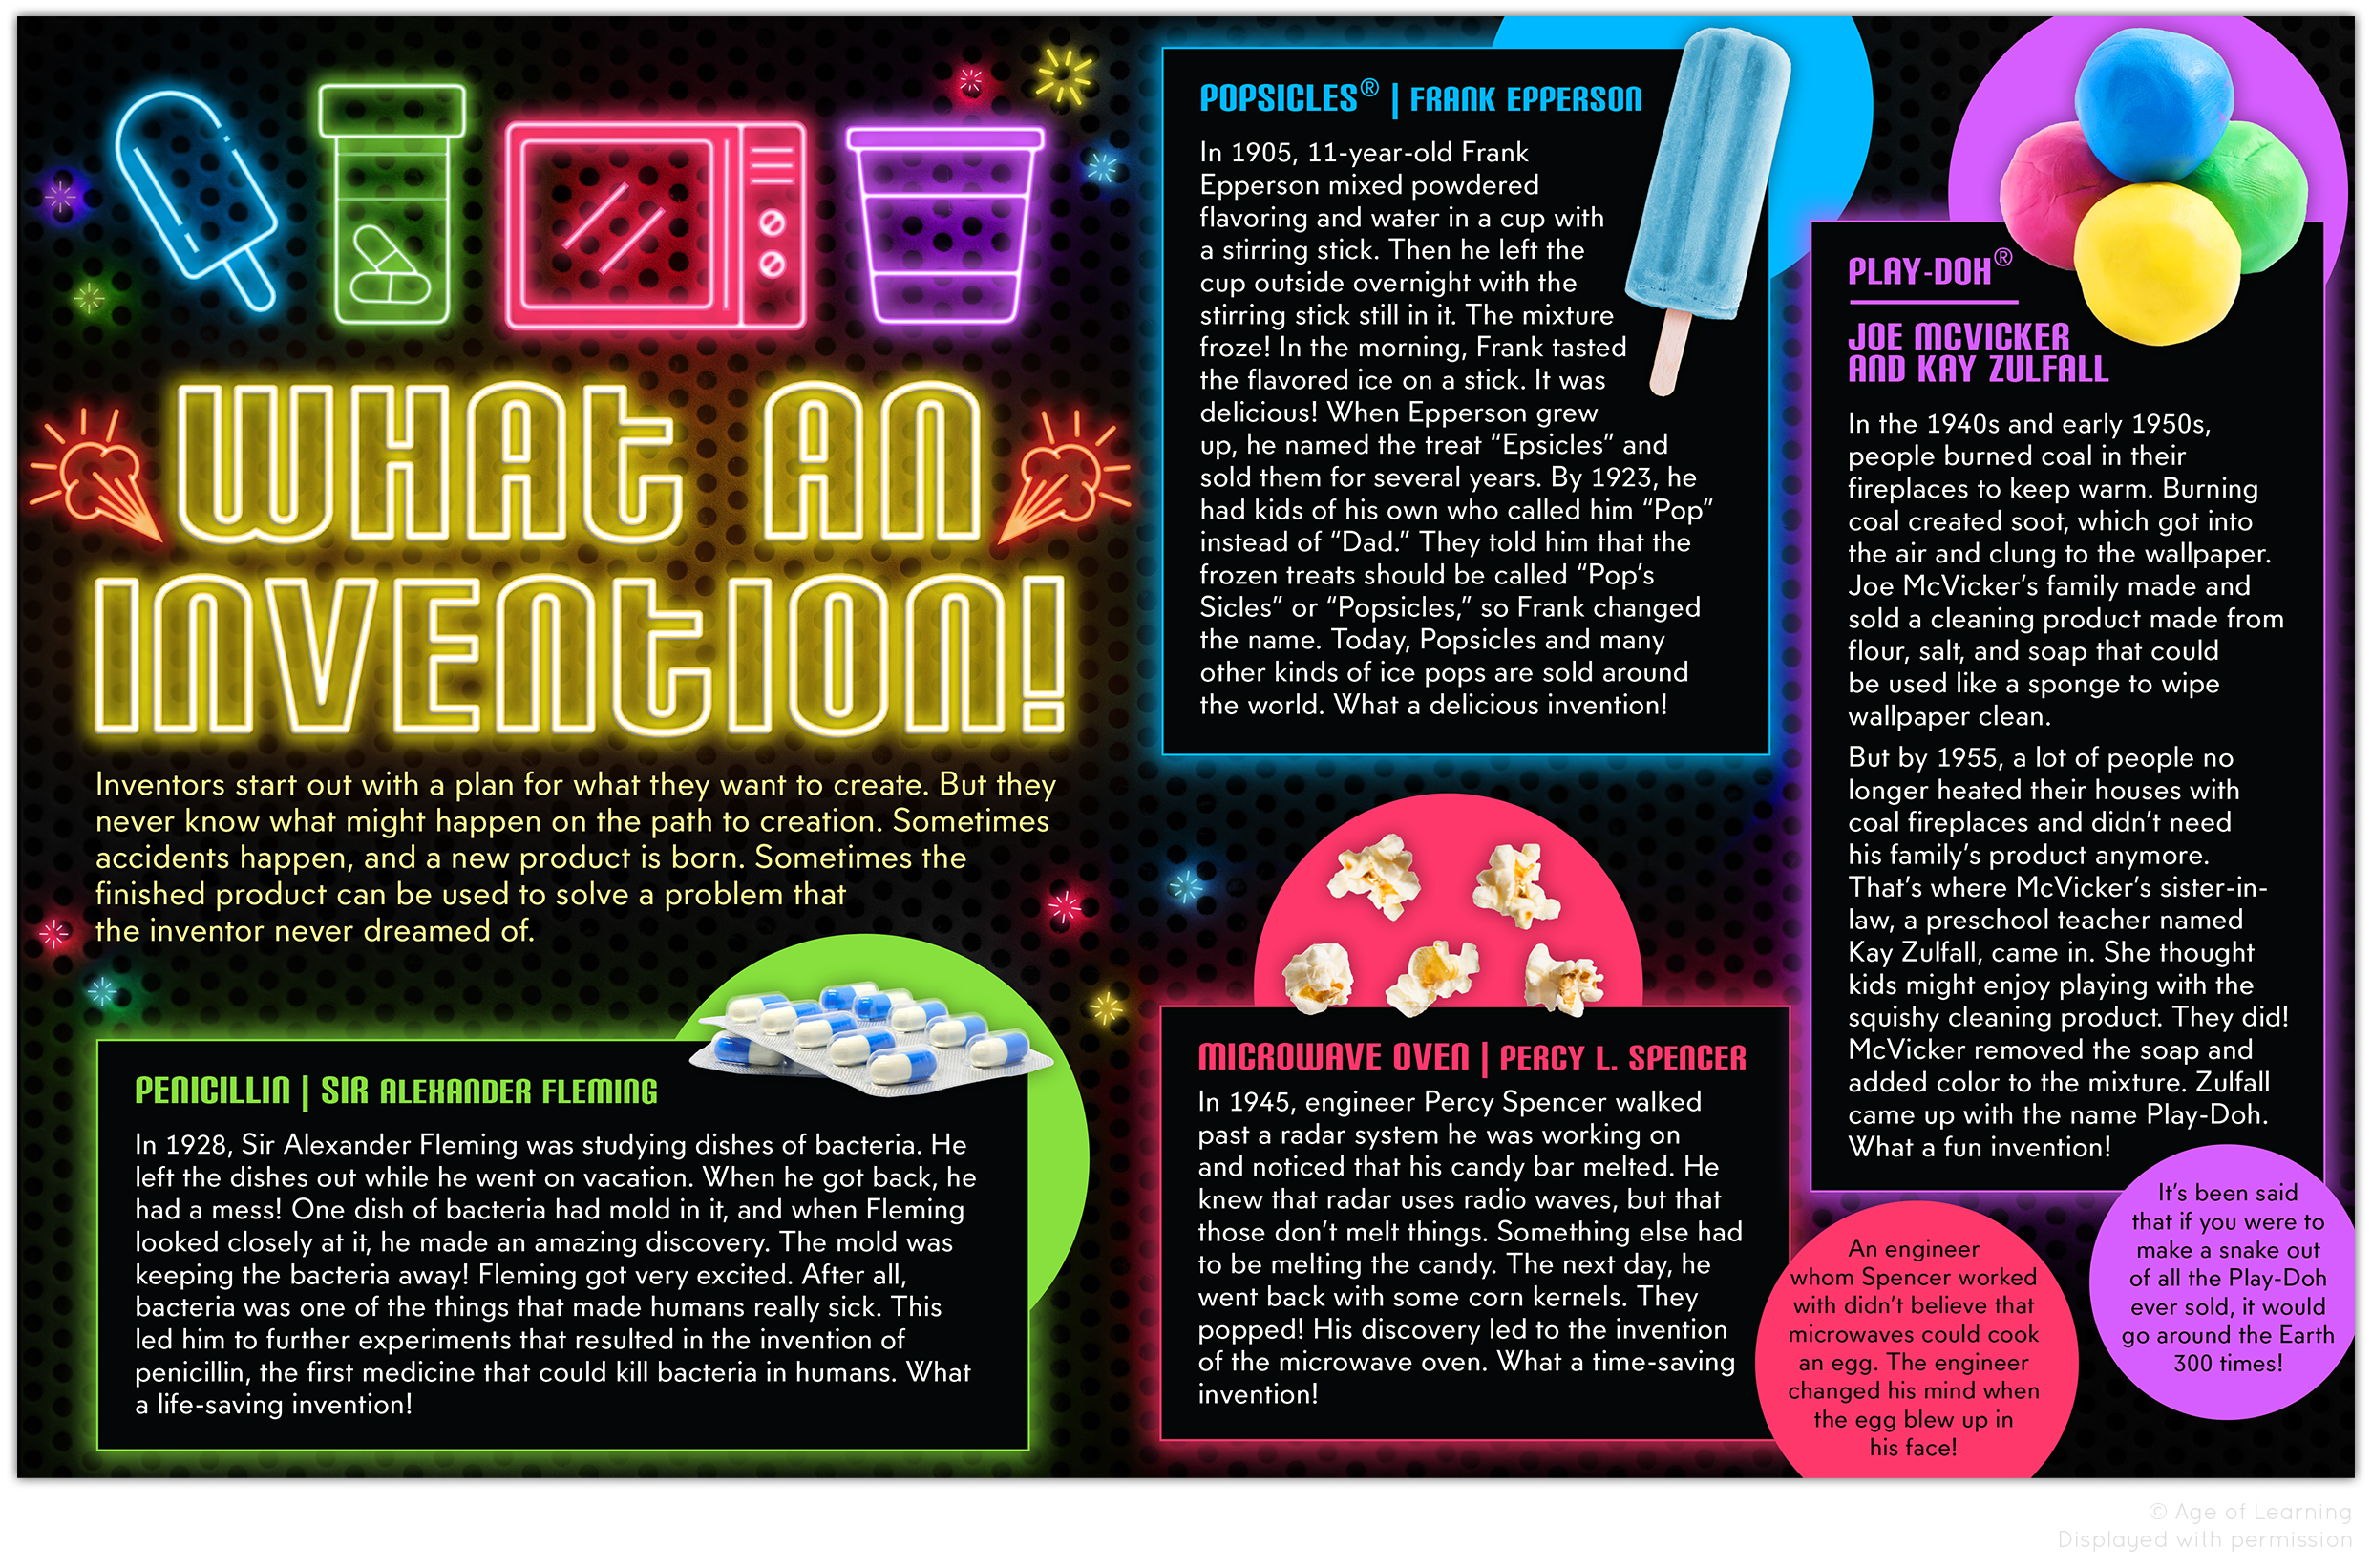 WHAT AN
INVENTION!
Inventors start out with a plan for what they want to create. But they
never know what might happen on the path to creation. Sometimes
accidents happen, and a new product is born. Sometimes the
finished product can be used to solve a problem that
the inventor never dreamed of.
PENICILLIN | SIR ALEXANDER FLEMING
In 1928, Sir Alexander Fleming was studying dishes of bacteria. He
left the dishes out while he went on vacation. When he got back, he
had a mess! One dish of bacteria had mold in it, and when Fleming
looked closely at it, he made an amazing discovery. The mold was
keeping the bacteria away! Fleming got very excited. After all,
bacteria was one of the things that made humans really sick. This
led him to further experiments that resulted in the invention of
penicillin, the first medicine that could kill bacteria in humans. What
a life-saving invention!
POPSICLES® | FRANK EPPERSON
In 1905, 11-year-old Frank
Epperson mixed powdered
flavoring and water in a cup with
a stirring stick. Then he left the
cup outside overnight with the
stirring stick still in it. The mixture
froze! In the morning, Frank tasted
the flavored ice on a stick. It was
delicious! When Epperson grew
up, he named the treat “Epsicles” and
sold them for several years. By 1923, he
had kids of his own who called him “Pop”
instead of “Dad.” They told him that the
frozen treats should be called “Pop’s
Sicles” or “Popsicles,” so Frank changed
the name. Today, Popsicles and many
other kinds of ice pops are sold around
the world. What a delicious invention!
MICROWAVE OVEN | PERCY L. SPENCER
In 1945, engineer Percy Spencer walked
past a radar system he was working on
and noticed that his candy bar melted. He
knew that radar uses radio waves, but that
those don’t melt things. Something else had
to be melting the candy. The next day, he
went back with some corn kernels. They
popped! His discovery led to the invention
of the microwave oven. What a time-saving
invention!
An engineer
whom Spencer worked
with didn’t believe that
microwaves could cook
an egg. The engineer
changed his mind when
the egg blew up in
his face!
PLAY-DOH®
JOE MCVICKER
AND KAY ZULFALL
In the 1940s and early 1950s,
people burned coal in their
fireplaces to keep warm. Burning
coal created soot, which got into
the air and clung to the wallpaper.
Joe McVicker’s family made and
sold a cleaning product made from
flour, salt, and soap that could
be used like a sponge to wipe
wallpaper clean.
But by 1955, a lot of people no
longer heated their houses with
coal fireplaces and didn’t need
his family’s product anymore.
That’s where McVicker’s sister-in-
law, a preschool teacher named
Kay Zulfall, came in. She thought
kids might enjoy playing with the
squishy cleaning product. They did!
McVicker removed the soap and
added color to the mixture. Zulfall
came up with the name Play-Doh.
What a fun invention!
It’s been said
that if you were to
make a snake out
of all the Play-Doh
ever sold, it would
go around the Earth
300 times!
© Age of Learning
Displayed with permission